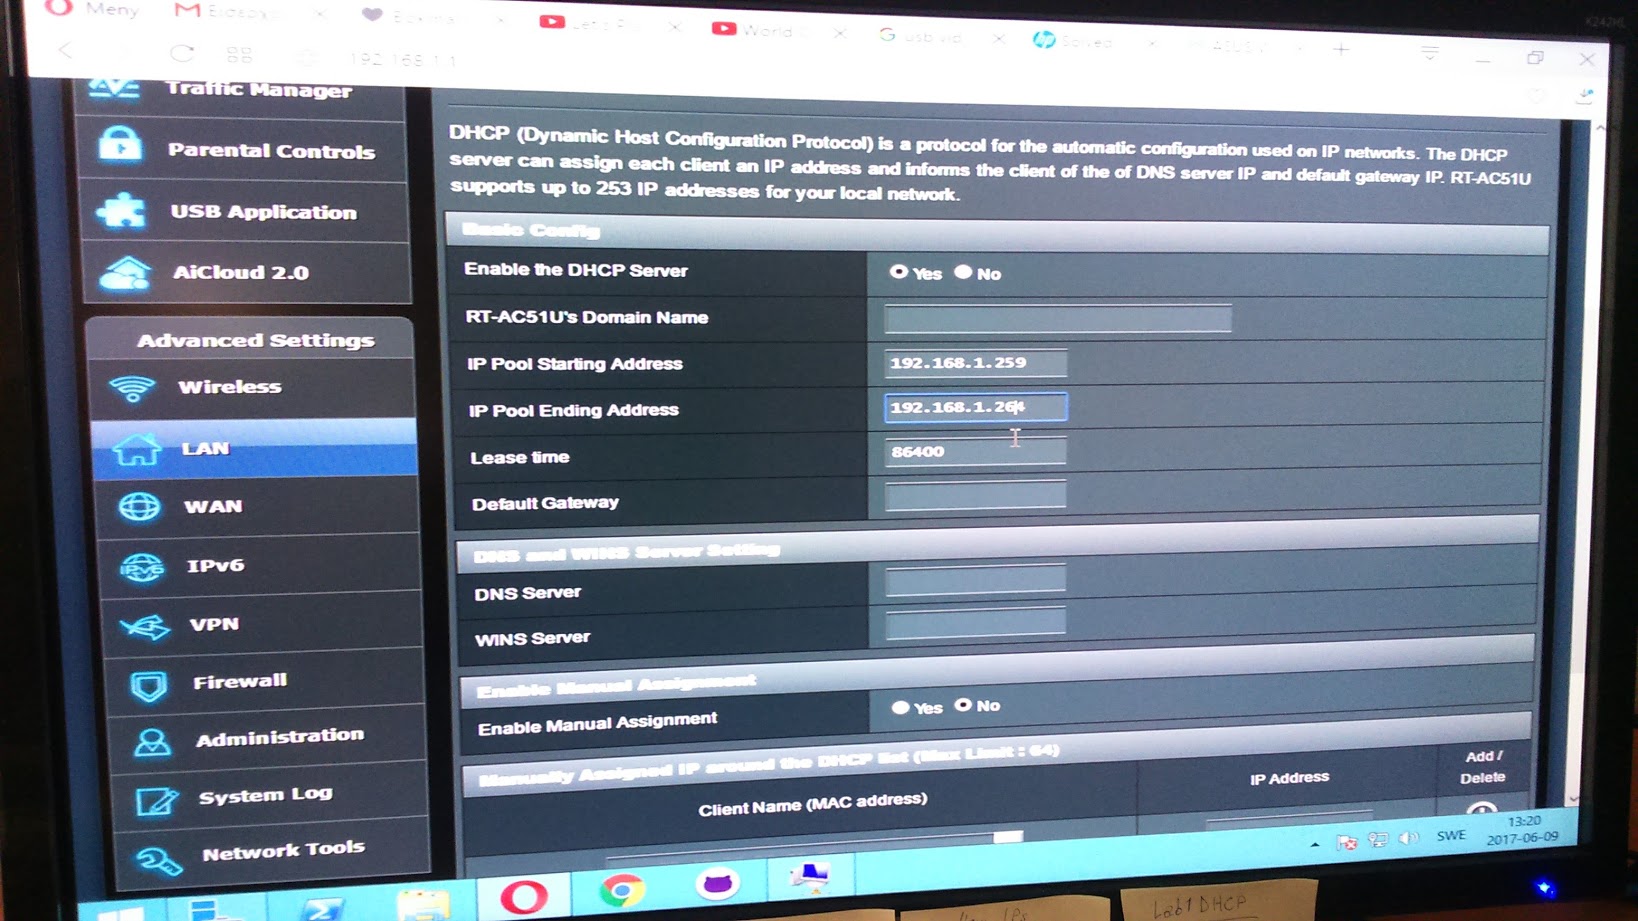 Meny
192.168.1.1
Traffic Manager
Parental Controls
USB Application
AiCloud 2.0
Advanced Settings
Wireless
LAN
WAN
IPv6
VPN
Firewall
Administration
System Log
Network Tools
DHCP (Dynamic Host Configuration Protocol) is a protocol for the automatic configuration used on IP networks. The DHCP
server can assign each client an IP address and informs the client of the of DNS server IP and default gateway IP. RT-AC51U
supports up to 253 IP addresses for your local network.
Basic Config
Enable the DHCP Server Yes No
RT-AC51U's Domain Name
IP Pool Starting Address 192.168.1.259
IP Pool Ending Address 192.168.1.264
Lease time 86400
Default Gateway
DNS and WINS Server Setting
DNS Server
WINS Server
Enable Manual Assignment
Enable Manual Assignment Yes No
Manually Assigned IP around the DHCP list (Max Limit : 64)
Client Name (MAC address) IP Address Add / Delete
SWE 13:20
2017-06-09
IPs
Lab1 DHCP